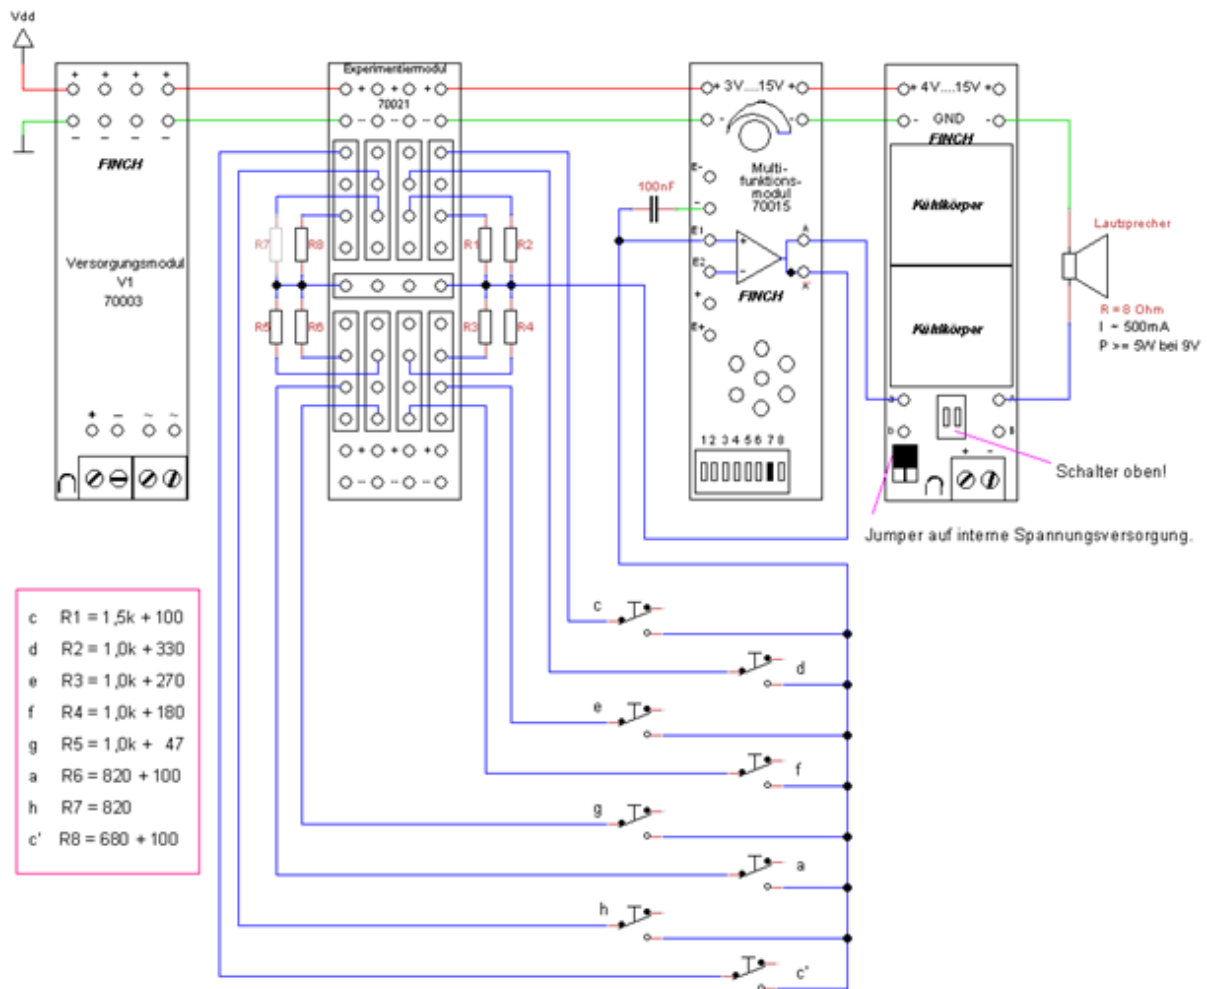 Vdd
+ + + +
− − − −
FINCH
Versorgungsmodul
V1
70003
+ − ~ ~
Experimentiermodul
+ + +
70021
-- -- --
R7
R8
R1
R2
R5
R6
R3
R4
+ + +
-- -- --
100nF
+ 3V....15V +
- -
E-
-
E1
E2
+
E+
Multi-
funktions-
modul
70015
+
−
A
A'
FINCH
1 2 3 4 5 6 7 8
+ 4V....15V +
- GND -
FINCH
Kühlkörper
Kühlkörper
a
A
b
B
+ −
Lautsprecher
R = 8 Ohm
I ~ 500mA
P >= 5W bei 9V
Schalter oben!
Jumper auf interne Spannungsversorgung.
c R1 = 1,5k + 100
d R2 = 1,0k + 330
e R3 = 1,0k + 270
f R4 = 1,0k + 180
g R5 = 1,0k + 47
a R6 = 820 + 100
h R7 = 820
c' R8 = 680 + 100
c
d
e
f
g
a
h
c'